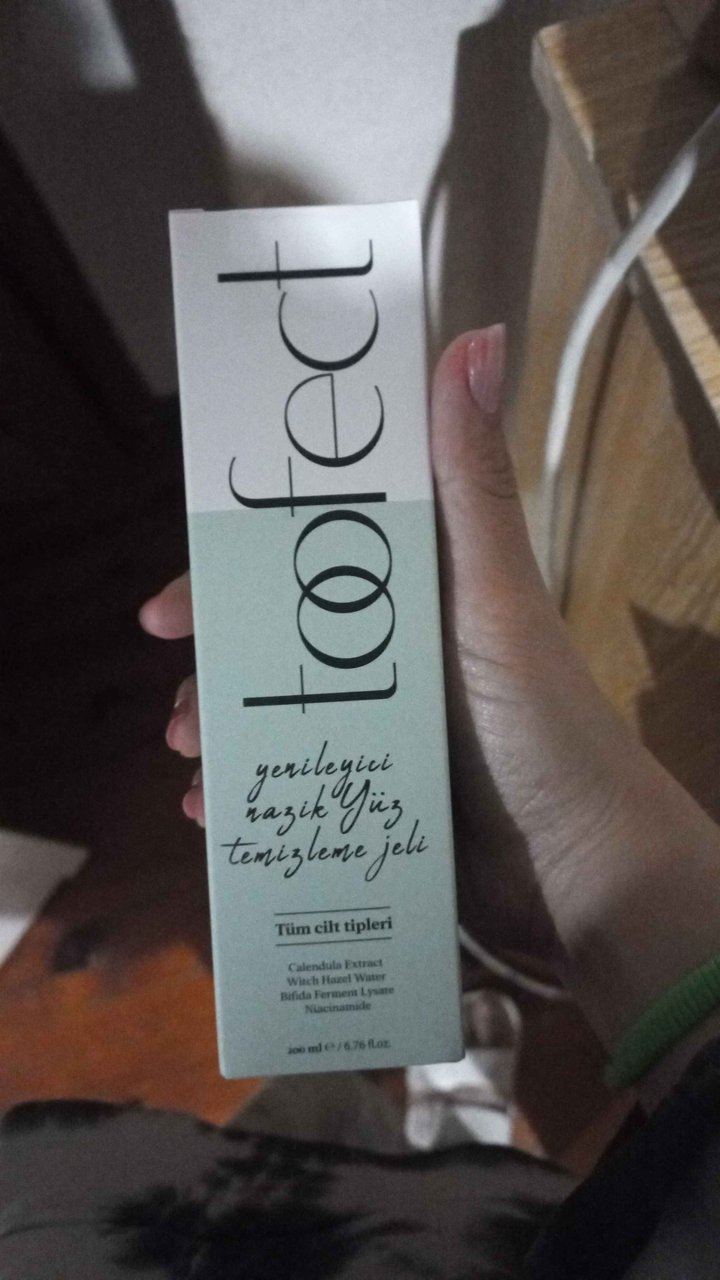 toofect
yenileyici
nazik Yüz
temizleme jeli
Tüm cilt tipleri
Calendula Extract
Witch Hazel Water
Bifida Ferment Lysate
Niacinamide
200 ml ℮ / 6.76 fl.oz.